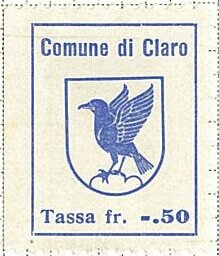 Comune di Claro
Tassa fr. -.50